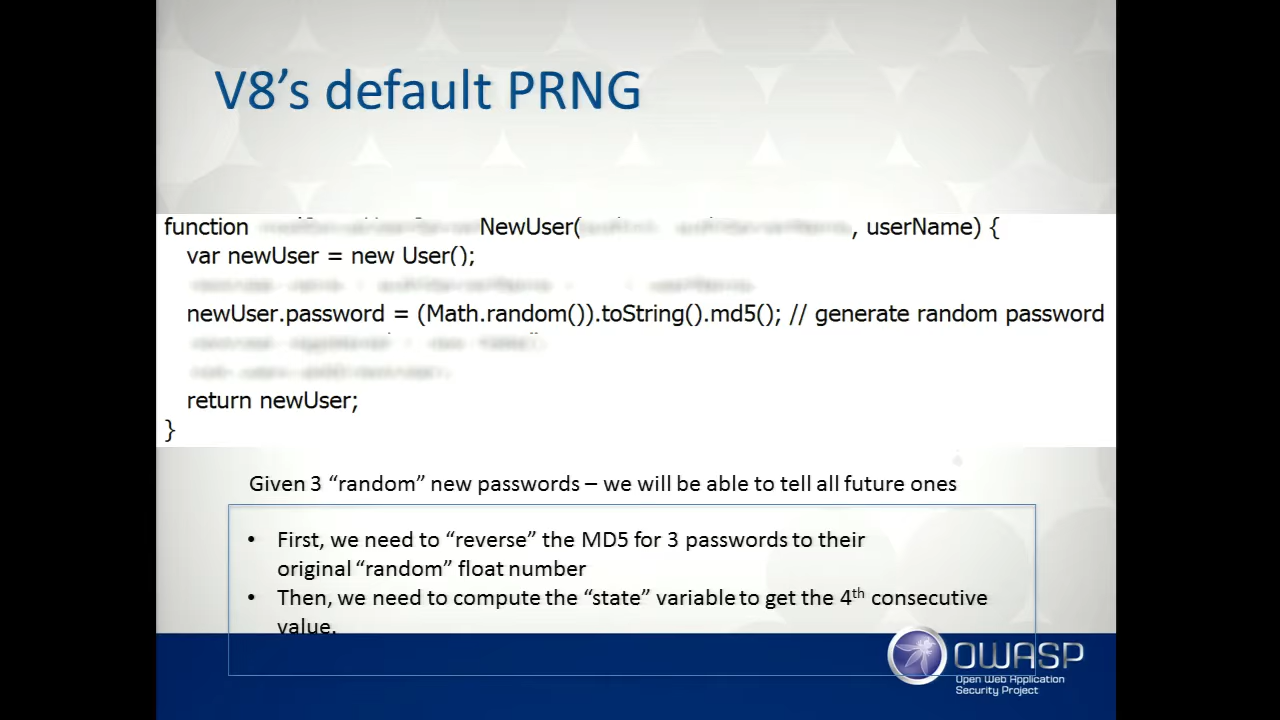 V8’s default PRNG
function NewUser( , userName) {
var newUser = new User();
newUser.password = (Math.random()).toString().md5(); // generate random password
return newUser;
}
Given 3 “random” new passwords – we will be able to tell all future ones
• First, we need to “reverse” the MD5 for 3 passwords to their
original “random” float number
• Then, we need to compute the “state” variable to get the 4th consecutive
value.
OWASP
Open Web Application
Security Project